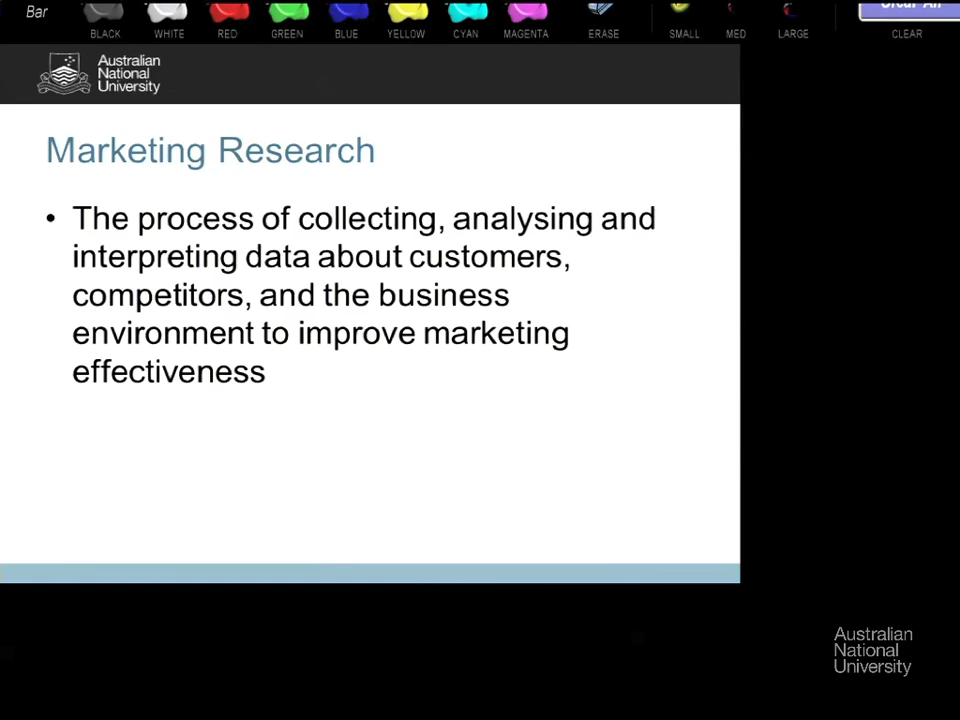 Bar
BLACK WHITE RED GREEN BLUE YELLOW CYAN MAGENTA ERASE SMALL MED LARGE CLEAR
Australian
National
University
Marketing Research
• The process of collecting, analysing and
interpreting data about customers,
competitors, and the business
environment to improve marketing
effectiveness
Australian
National
University